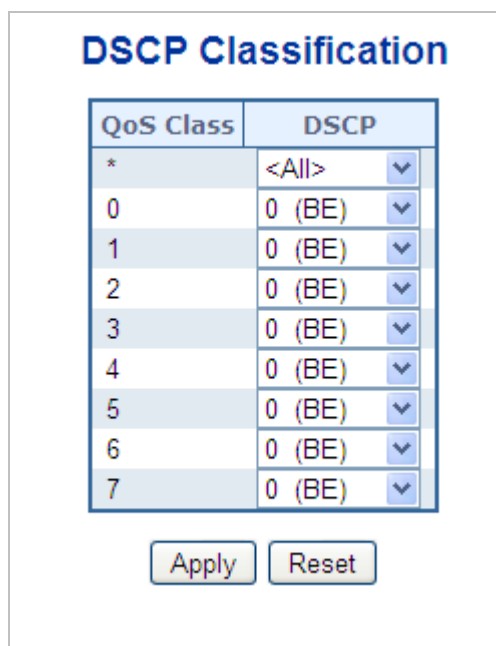 DSCP Classification
QoS Class DSCP
* <All>
0 0 (BE)
1 0 (BE)
2 0 (BE)
3 0 (BE)
4 0 (BE)
5 0 (BE)
6 0 (BE)
7 0 (BE)
Apply Reset